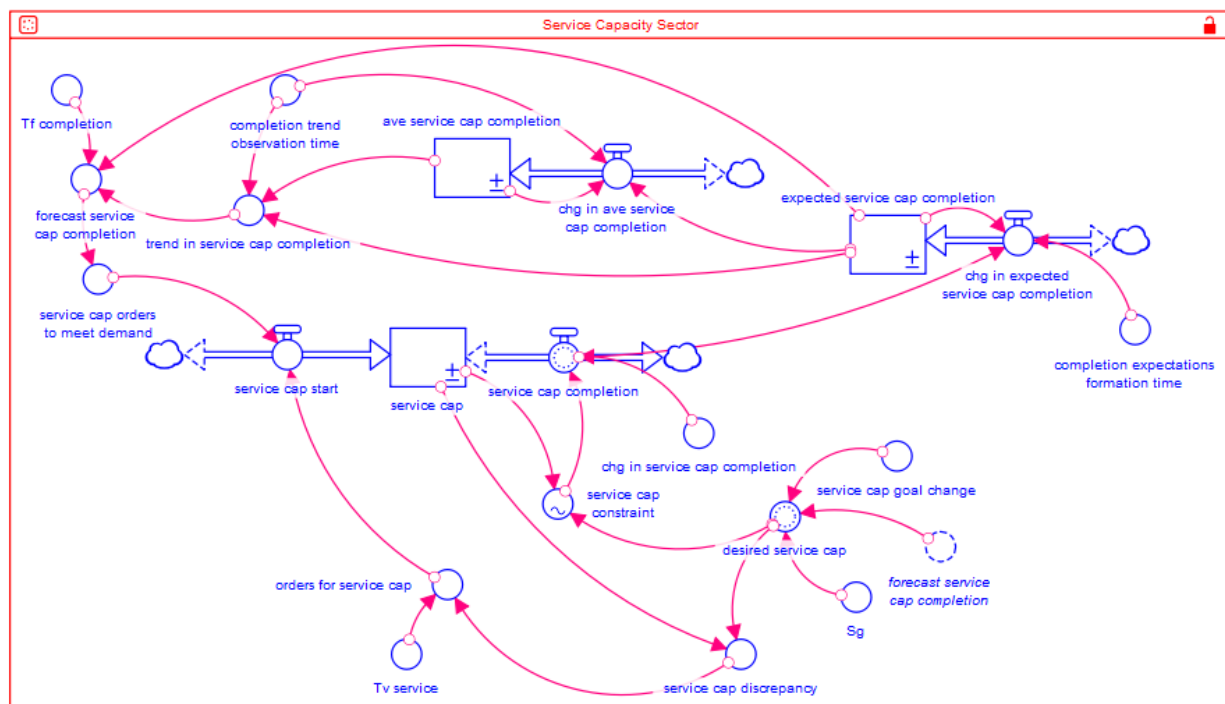 Service Capacity Sector
Tf completion
completion trend
observation time
ave service cap completion
forecast service
cap completion
trend in service cap completion
chg in ave service
cap completion
expected service cap completion
chg in expected
service cap completion
service cap orders
to meet demand
service cap start
service cap
service cap completion
completion expectations
formation time
chg in service cap completion
service cap
constraint
service cap goal change
desired service cap
forecast service
cap completion
orders for service cap
Sg
Tv service
service cap discrepancy